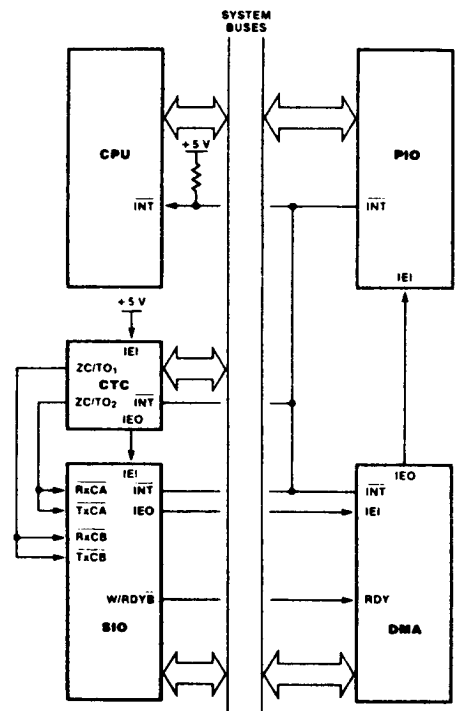 SYSTEM
BUSES
CPU
+5 V
INT
PIO
INT
IEI
+5 V
IEI
ZC/TO₁
CTC
ZC/TO₂
INT
IEO
IEI
RxCA
INT
TxCA
IEO
RxCB
TxCB
W/RDYB
SIO
IEO
INT
IEI
RDY
DMA